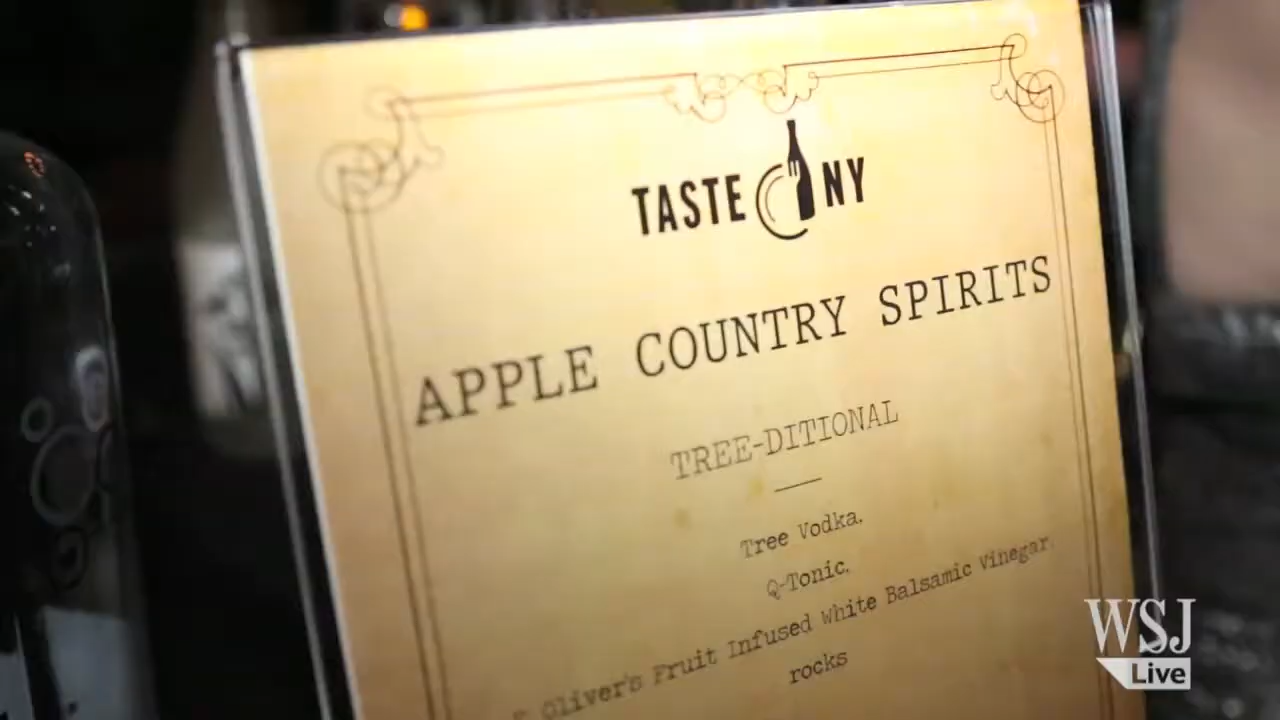 TASTE NY
APPLE COUNTRY SPIRITS
TREE-DITIONAL
Tree Vodka,
Q-Tonic,
Oliver's Fruit Infused White Balsamic Vinegar,
rocks
WSJ
Live